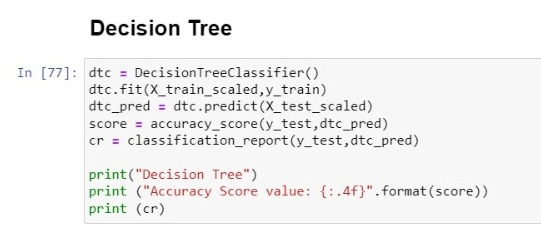 Decision Tree
In [77]: dtc = DecisionTreeClassifier()
dtc.fit(X_train_scaled,y_train)
dtc_pred = dtc.predict(X_test_scaled)
score = accuracy_score(y_test,dtc_pred)
cr = classification_report(y_test,dtc_pred)
print("Decision Tree")
print ("Accuracy Score value: {:.4f}".format(score))
print (cr)